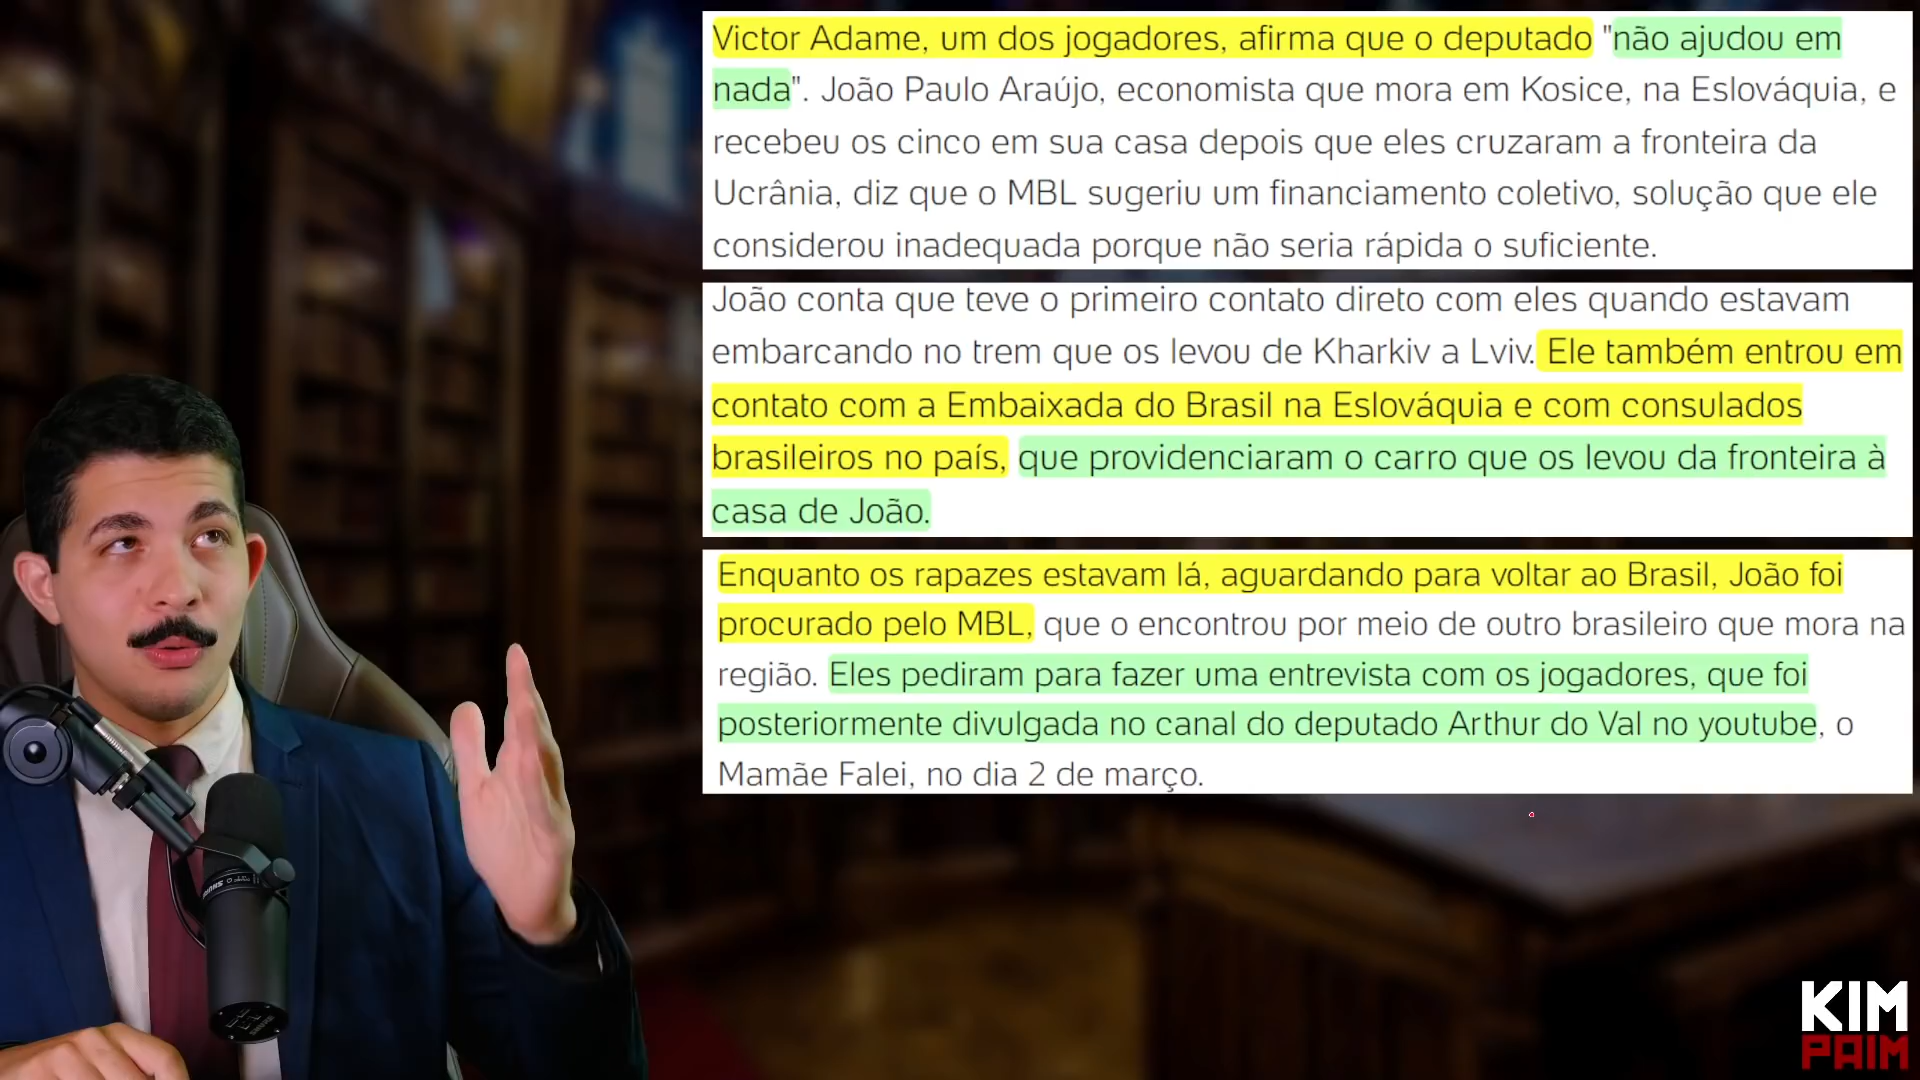 Victor Adame, um dos jogadores, afirma que o deputado "não ajudou em
nada". João Paulo Araújo, economista que mora em Kosice, na Eslováquia, e
recebeu os cinco em sua casa depois que eles cruzaram a fronteira da
Ucrânia, diz que o MBL sugeriu um financiamento coletivo, solução que ele
considerou inadequada porque não seria rápida o suficiente.
João conta que teve o primeiro contato direto com eles quando estavam
embarcando no trem que os levou de Kharkiv a Lviv. Ele também entrou em
contato com a Embaixada do Brasil na Eslováquia e com consulados
brasileiros no país, que providenciaram o carro que os levou da fronteira à
casa de João.
Enquanto os rapazes estavam lá, aguardando para voltar ao Brasil, João foi
procurado pelo MBL, que o encontrou por meio de outro brasileiro que mora na
região. Eles pediram para fazer uma entrevista com os jogadores, que foi
posteriormente divulgada no canal do deputado Arthur do Val no youtube, o
Mamãe Falei, no dia 2 de março.
KIM
PAIM